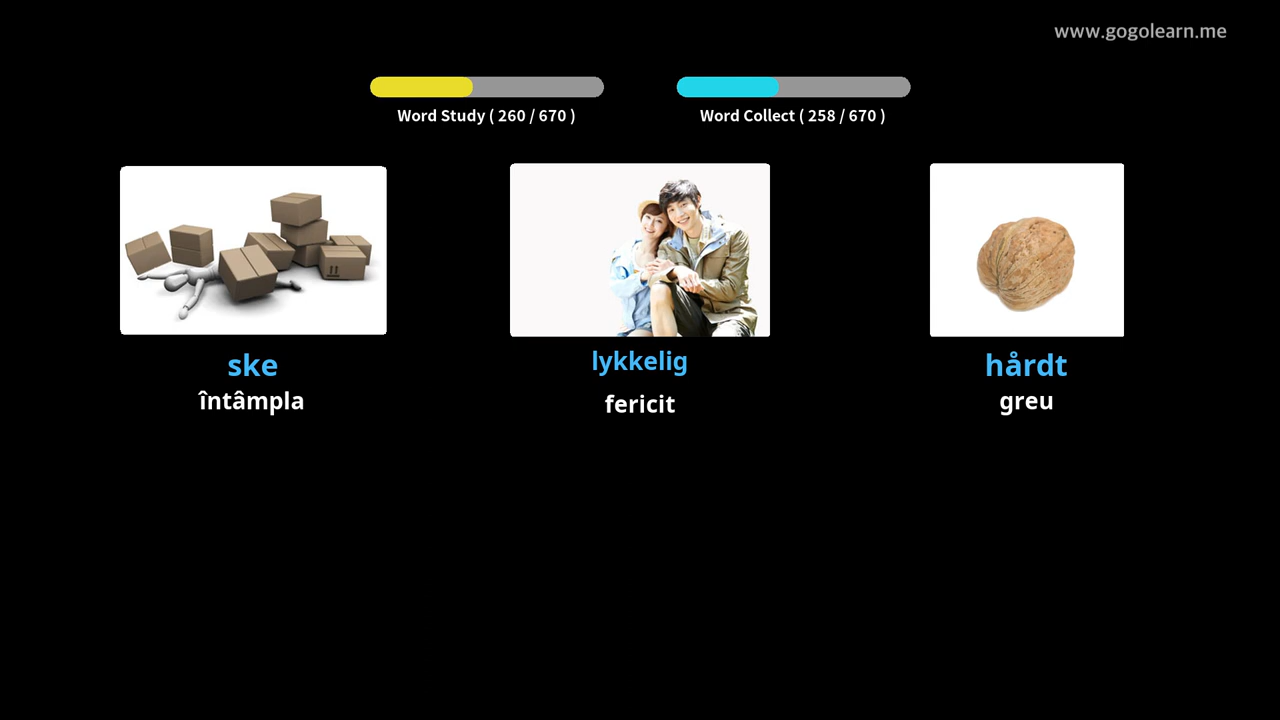 www.gogolearn.me
Word Study ( 260 / 670 )
Word Collect ( 258 / 670 )
ske
întâmpla
lykkelig
fericit
hårdt
greu